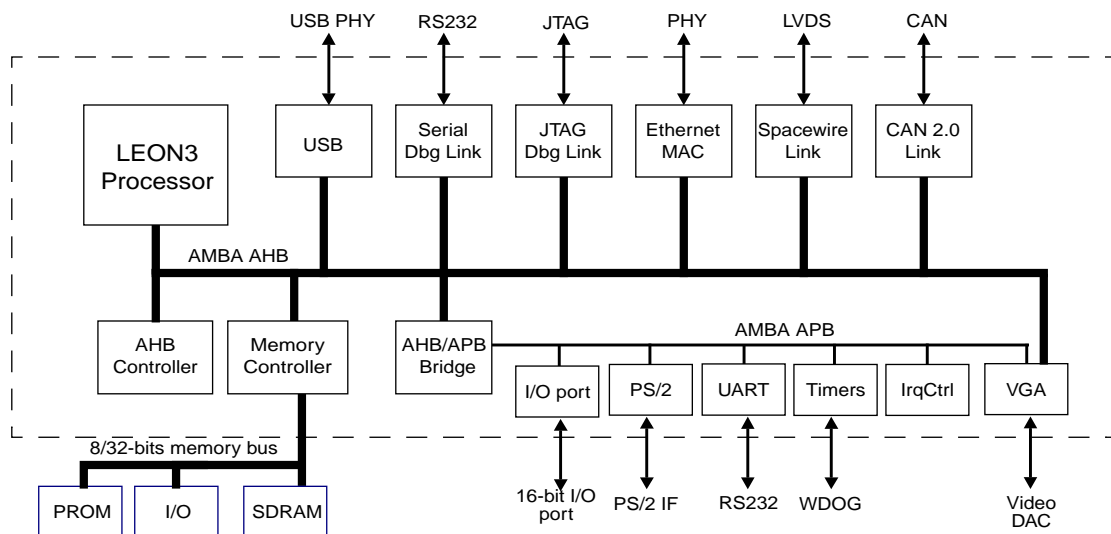 USB PHY
RS232
JTAG
PHY
LVDS
CAN
LEON3
Processor
USB
Serial
Dbg Link
JTAG
Dbg Link
Ethernet
MAC
Spacewire
Link
CAN 2.0
Link
AMBA AHB
AHB
Controller
Memory
Controller
AHB/APB
Bridge
AMBA APB
I/O port
PS/2
UART
Timers
IrqCtrl
VGA
8/32-bits memory bus
PROM
I/O
SDRAM
16-bit I/O
port
PS/2 IF
RS232
WDOG
Video
DAC